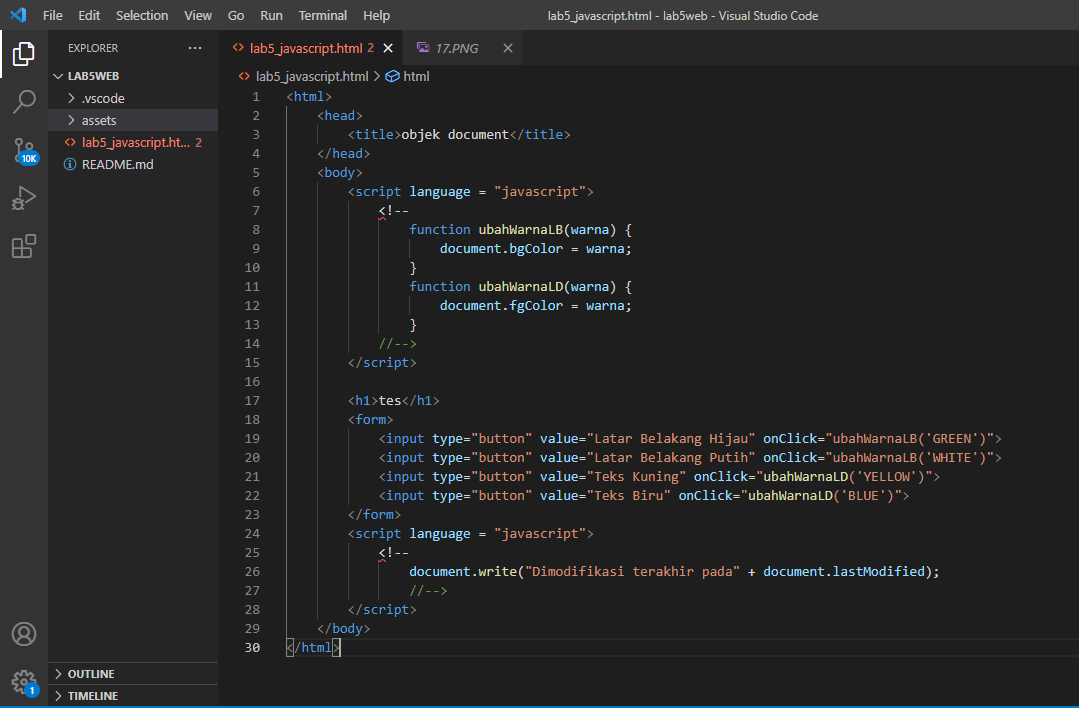 File Edit Selection View Go Run Terminal Help lab5_javascript.html - lab5web - Visual Studio Code
EXPLORER ···
LAB5WEB
.vscode
assets
lab5_javascript.ht... 2
README.md
10K
1
OUTLINE
TIMELINE
lab5_javascript.html 2 17.PNG
lab5_javascript.html > html
1 <html>
2 <head>
3 <title>objek document</title>
4 </head>
5 <body>
6 <script language = "javascript">
7 <!--
8 function ubahWarnaLB(warna) {
9 document.bgColor = warna;
10 }
11 function ubahWarnaLD(warna) {
12 document.fgColor = warna;
13 }
14 //-->
15 </script>
16
17 <h1>tes</h1>
18 <form>
19 <input type="button" value="Latar Belakang Hijau" onClick="ubahWarnaLB('GREEN')">
20 <input type="button" value="Latar Belakang Putih" onClick="ubahWarnaLB('WHITE')">
21 <input type="button" value="Teks Kuning" onClick="ubahWarnaLD('YELLOW')">
22 <input type="button" value="Teks Biru" onClick="ubahWarnaLD('BLUE')">
23 </form>
24 <script language = "javascript">
25 <!--
26 document.write("Dimodifikasi terakhir pada" + document.lastModified);
27 //-->
28 </script>
29 </body>
30 </html>